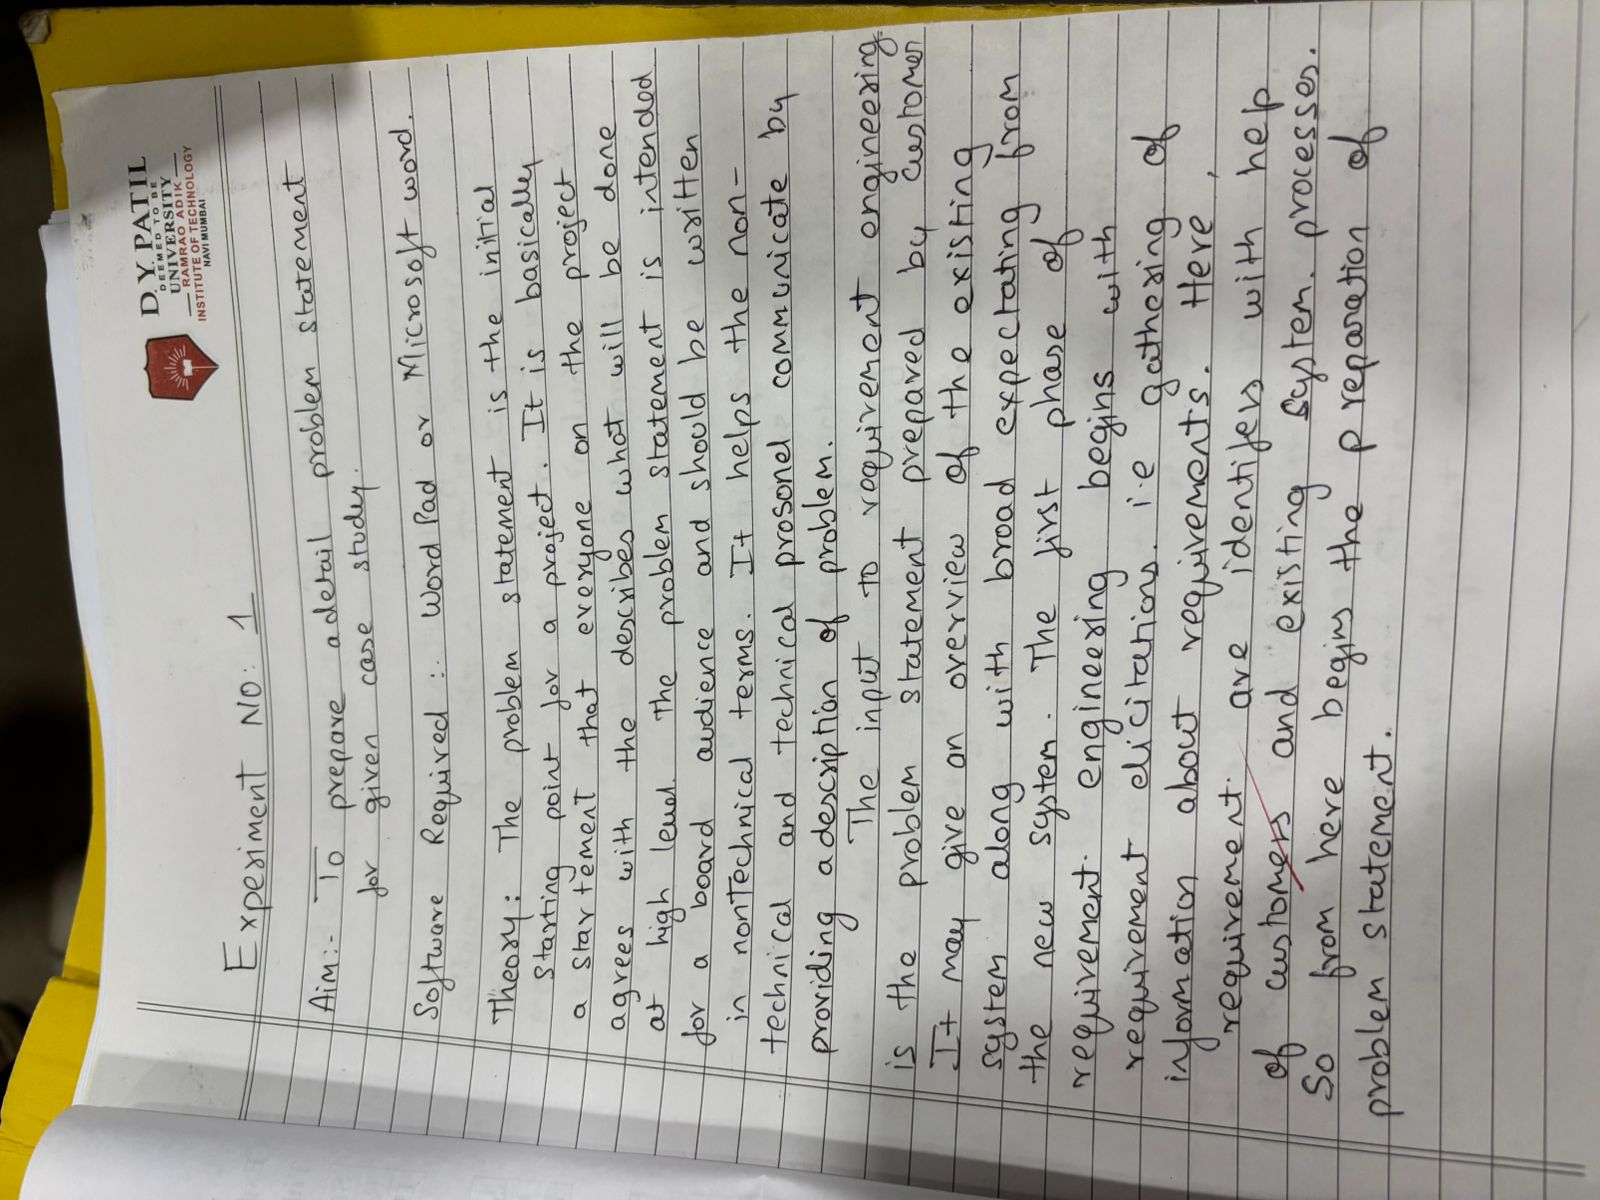 D.Y. PATIL
DEEMED TO BE
UNIVERSITY
RAMRAO ADIK
INSTITUTE OF TECHNOLOGY
NAVI MUMBAI
Experiment NO: 1
Aim:- To prepare a detail problem statement
for given case study.
Software Required :- Word Pad or Microsoft word.
Theory: The problem statement is the initial
starting point for a project. It is basically
a startement that everyone on the project
agrees with the describes what will be done
at high level. The problem statement is intended
for a board audience and should be written
in nontechnical terms. It helps the non-
technical and technical prosonel communicate by
providing a description of problem.
The input to requirement engineering
is the problem statement prepared by customer
It may give an overview of the existing
system along with broad expectating from
the new system. The first phase of
requirement engineering begins with
requirement elicitations. i.e gathering of
information about requirements. Here,
requirement are identifers with help
of customers and existing system processes.
So from here begins the preparation of
problem statement.